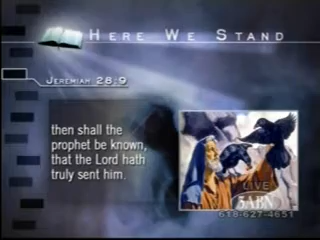 HERE WE STAND
JEREMIAH 28:9
then shall the
prophet be known,
that the Lord hath
truly sent him.
LIVE
3ABN
618-627-4651